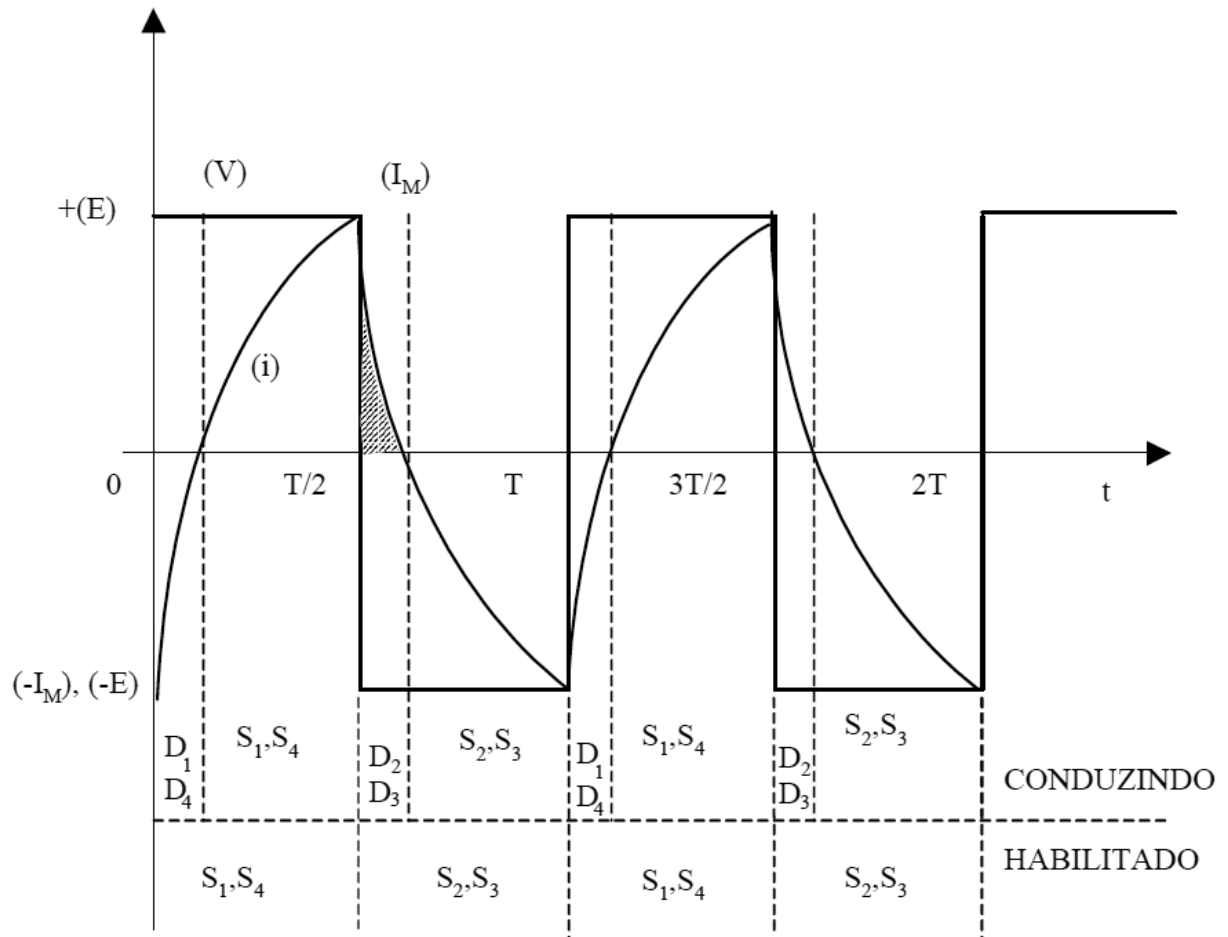 (V) (I_M)
+(E)
(i)
0 T/2 T 3T/2 2T t
(-I_M), (-E)
D_1 D_4 S_1,S_4 D_2 D_3 S_2,S_3 D_1 D_4 S_1,S_4 D_2 D_3 S_2,S_3 CONDUZINDO
S_1,S_4 S_2,S_3 S_1,S_4 S_2,S_3 HABILITADO